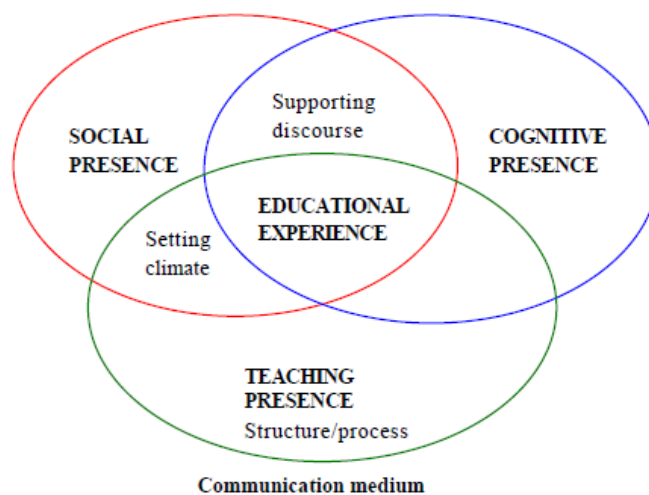 Supporting
discourse
SOCIAL
PRESENCE
COGNITIVE
PRESENCE
EDUCATIONAL
EXPERIENCE
Setting
climate
TEACHING
PRESENCE
Structure/process
Communication medium